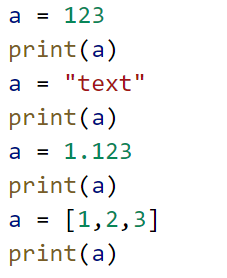 a = 123
print(a)
a = "text"
print(a)
a = 1.123
print(a)
a = [1,2,3]
print(a)